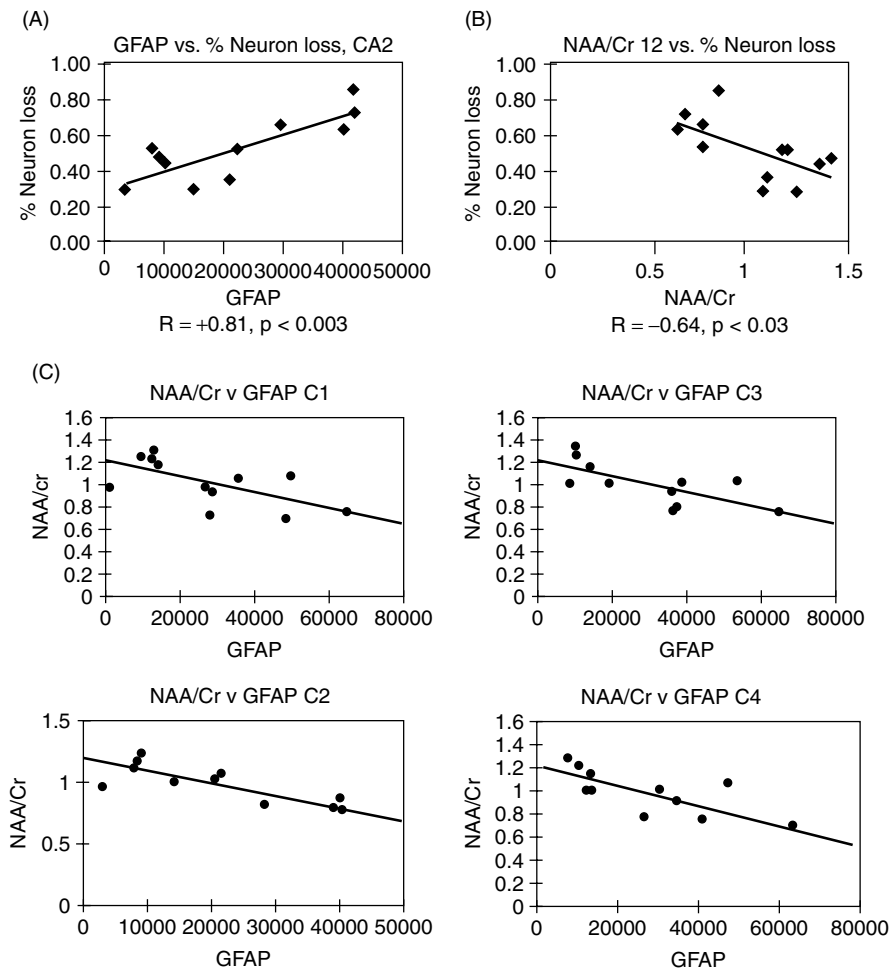 (A)
GFAP vs. % Neuron loss, CA2
1.00
0.80
0.60
0.40
0.20
0.00
% Neuron loss
0 10000 20000 30000 40000 50000
GFAP
R = +0.81, p < 0.003
(B)
NAA/Cr 12 vs. % Neuron loss
1.00
0.80
0.60
0.40
0.20
0.00
% Neuron loss
0 0.5 1 1.5
NAA/Cr
R = −0.64, p < 0.03
(C)
NAA/Cr v GFAP C1
1.6
1.4
1.2
1
0.8
0.6
0.4
0.2
0
NAA/cr
0 20000 40000 60000 80000
GFAP
NAA/Cr v GFAP C3
1.6
1.4
1.2
1
0.8
0.6
0.4
0.2
0
NAA/cr
0 20000 40000 60000 80000
GFAP
NAA/Cr v GFAP C2
1.5
1
0.5
0
NAA/Cr
0 10000 20000 30000 40000 50000
GFAP
NAA/Cr v GFAP C4
1.6
1.4
1.2
1
0.8
0.6
0.4
0.2
0
NAA/Cr
0 20000 40000 60000 80000
GFAP